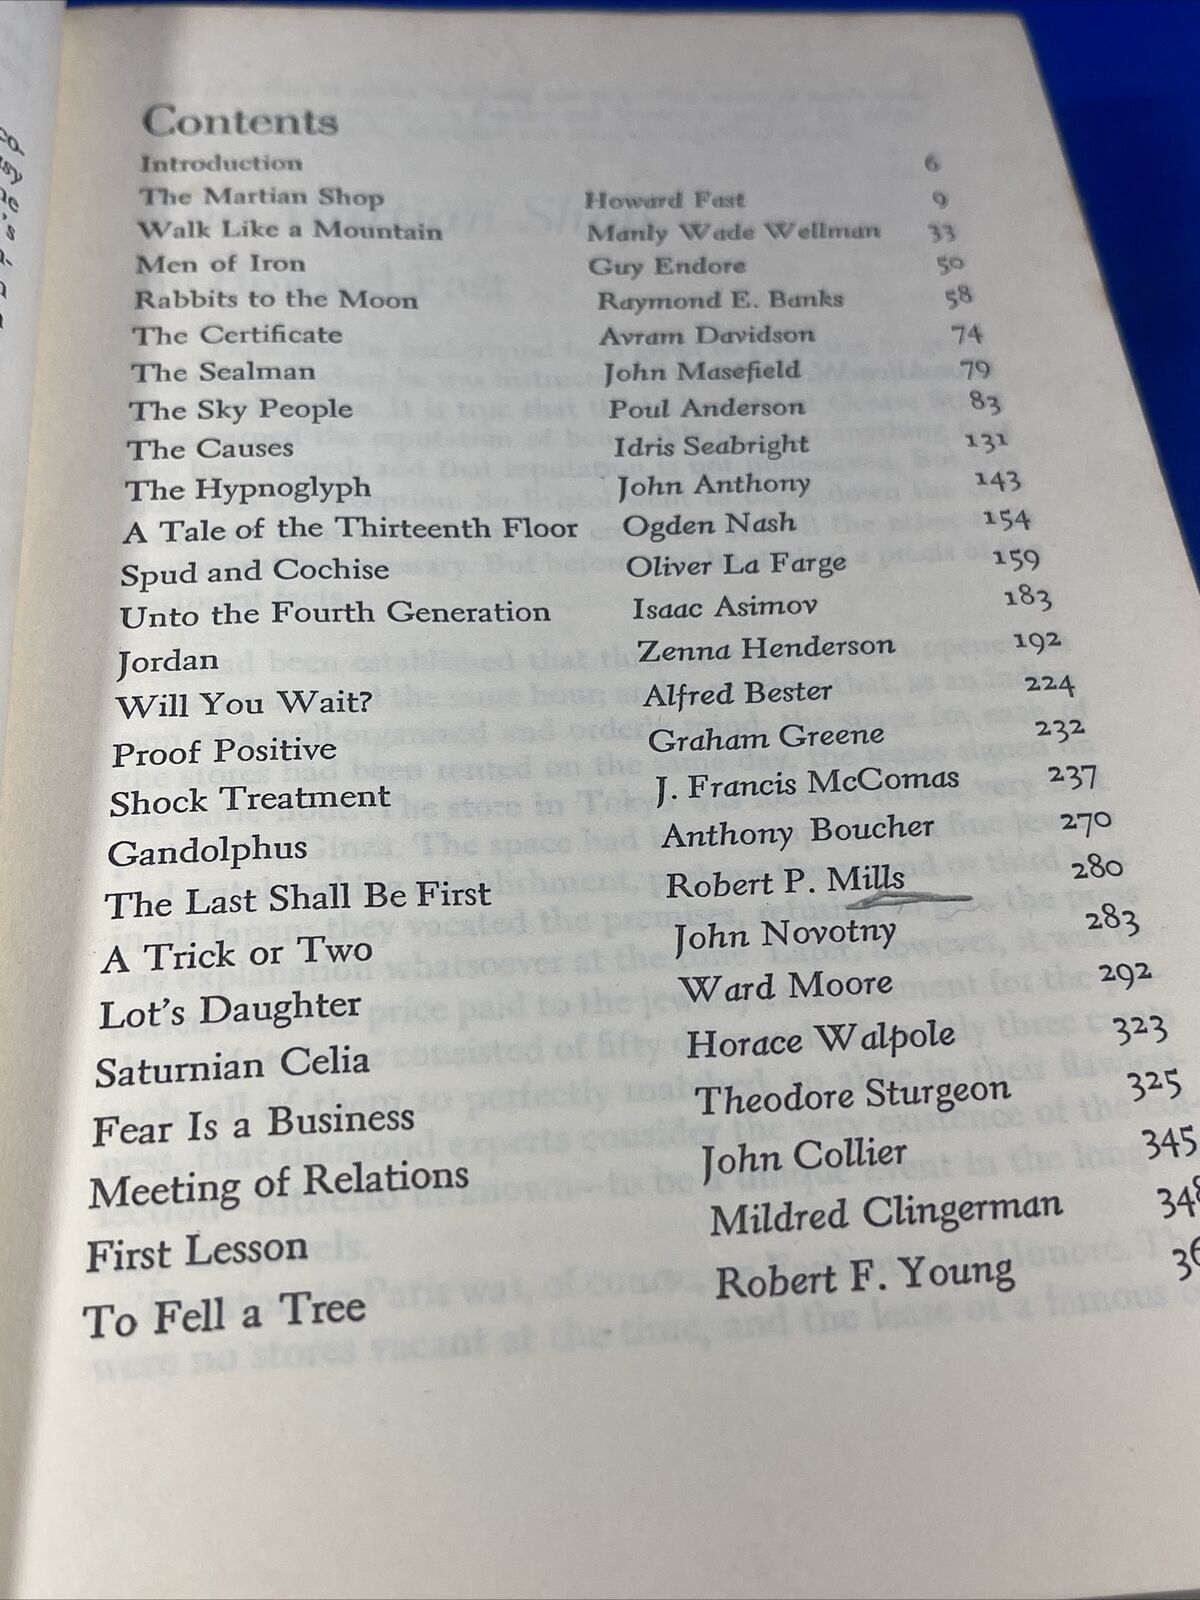 Contents
Introduction 6
The Martian Shop Howard Fast 9
Walk Like a Mountain Manly Wade Wellman 33
Men of Iron Guy Endore 50
Rabbits to the Moon Raymond E. Banks 58
The Certificate Avram Davidson 74
The Sealman John Masefield 79
The Sky People Poul Anderson 83
The Causes Idris Seabright 131
The Hypnoglyph John Anthony 143
A Tale of the Thirteenth Floor Ogden Nash 154
Spud and Cochise Oliver La Farge 159
Unto the Fourth Generation Isaac Asimov 183
Jordan Zenna Henderson 192
Will You Wait? Alfred Bester 224
Proof Positive Graham Greene 232
Shock Treatment J. Francis McComas 237
Gandolphus Anthony Boucher 270
The Last Shall Be First Robert P. Mills 280
A Trick or Two John Novotny 283
Lot's Daughter Ward Moore 292
Saturnian Celia Horace Walpole 323
Fear Is a Business Theodore Sturgeon 325
Meeting of Relations John Collier 345
First Lesson Mildred Clingerman 348
To Fell a Tree Robert F. Young